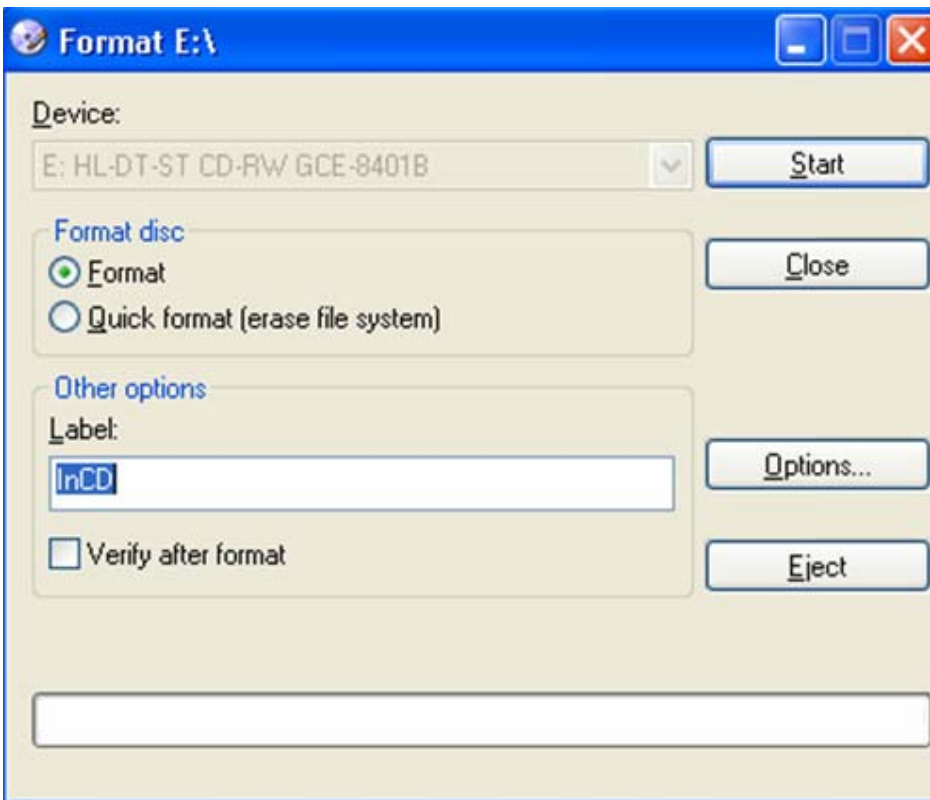 Format E:\
Device:
E: HL-DT-ST CD-RW GCE-8401B
Start
Format disc
Format
Close
Quick format (erase file system)
Other options
Label:
InCD
Options...
Verify after format
Eject